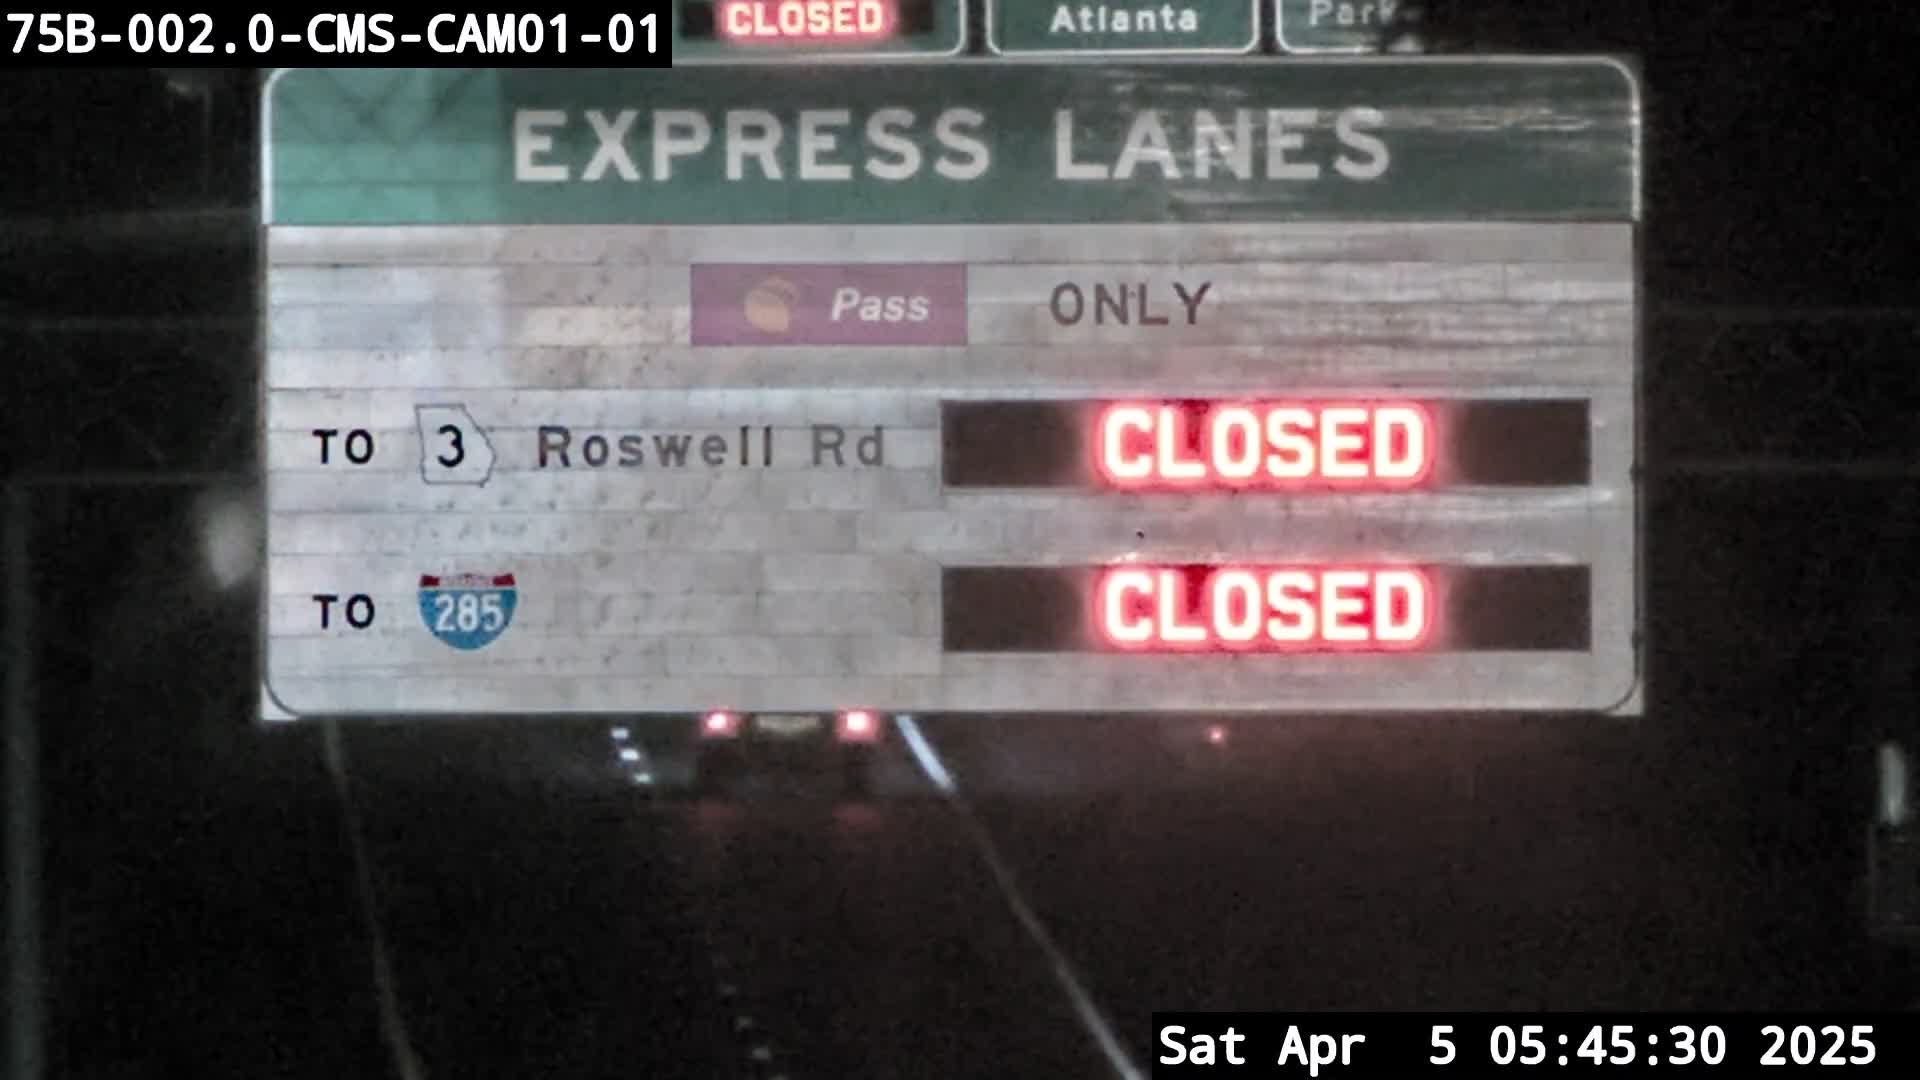 75B-002.0-CMS-CAM01-01
CLOSED
Atlanta
Park
EXPRESS LANES
Pass ONLY
TO 3 Roswell Rd CLOSED
TO 285 CLOSED
Sat Apr 5 05:45:30 2025